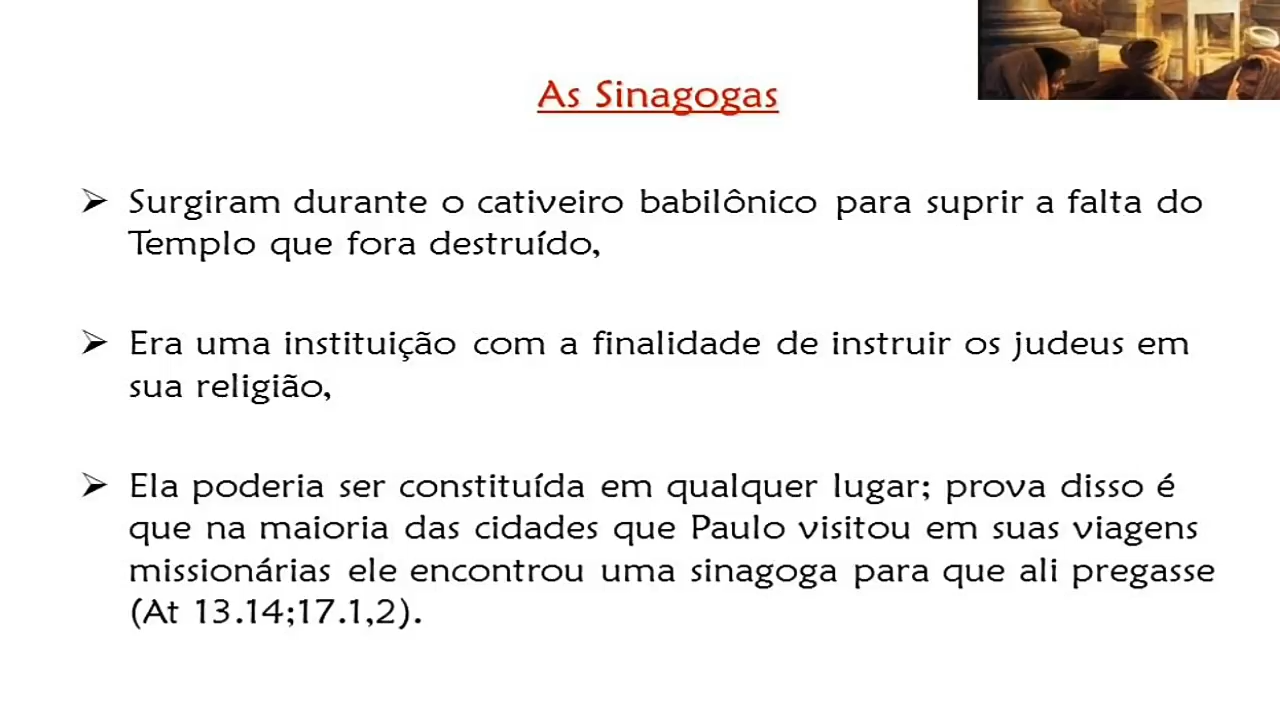 As Sinagogas
Surgiram durante o cativeiro babilônico para suprir a falta do
Templo que fora destruído,
Era uma instituição com a finalidade de instruir os judeus em
sua religião,
Ela poderia ser constituída em qualquer lugar; prova disso é
que na maioria das cidades que Paulo visitou em suas viagens
missionárias ele encontrou uma sinagoga para que ali pregasse
(At 13.14;17.1,2).